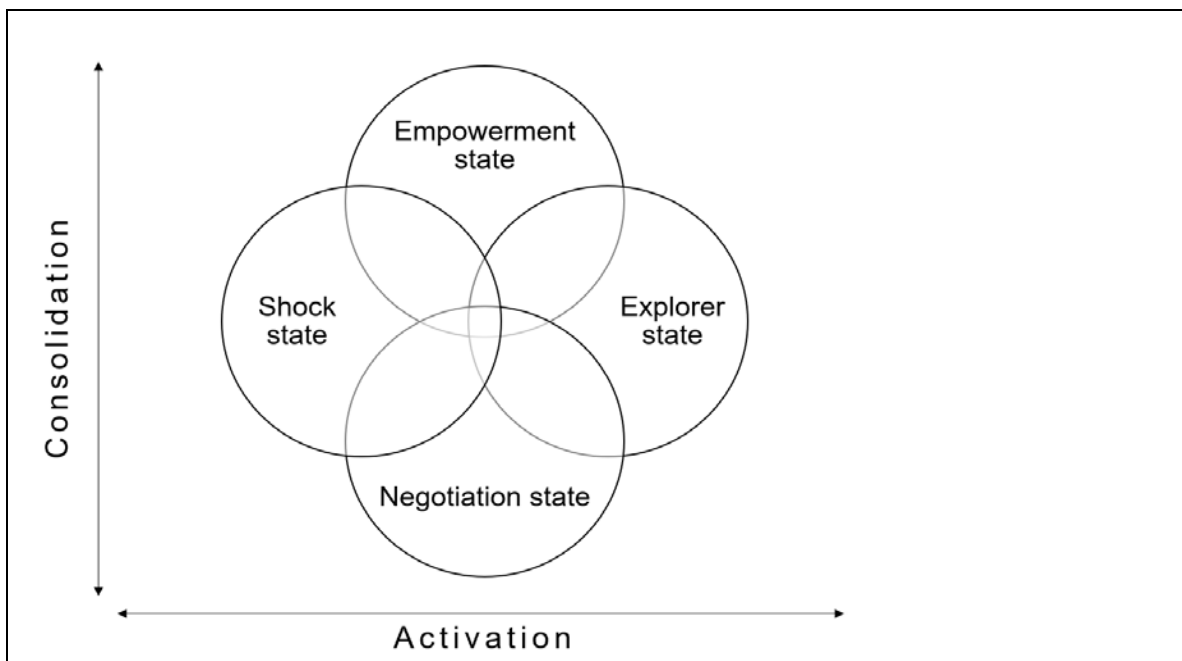 Empowerment
state
Shock
state
Explorer
state
Negotiation state
Consolidation
Activation